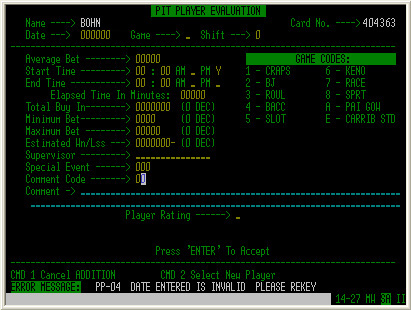 PIT PLAYER EVALUATION
Name ----> BOHN Card No. ----> 404363
Date ---> 000000 Game ----> _ Shift ---> 0
Average Bet --------> 00000 GAME CODES:
Start Time ---------> 00 : 00 AM _ PM Y 1 - CRAPS 6 - KENO
End Time -----------> 00 : 00 AM _ PM _ 2 - BJ 7 - RACE
Elapsed Time In Minutes: 00000 3 - ROUL 8 - SPRT
Total Buy In--------> 0000000 (0 DEC) 4 - BACC A - PAI GOW
Minimum Bet --------> 00000 (0 DEC) 5 - SLOT E - CARRIB STD
Maximum Bet --------> 00000 (0 DEC)
Estimated Wn/Lss ---> 0000000- (0 DEC)
Supervisor ---------> _______________
Special Event ------> 000
Comment Code -------> 00
Comment ->
Player Rating ------> _
Press 'ENTER' To Accept
CMD 1 Cancel ADDITION CMD 2 Select New Player
ERROR MESSAGE: PP-04 DATE ENTERED IS INVALID PLEASE REKEY
14-27 MW SA II